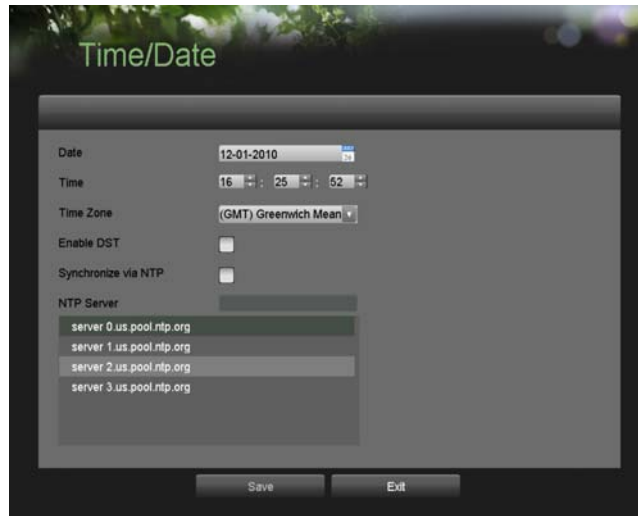 Time/Date
Date 12-01-2010
Time 16 : 25 : 52
Time Zone (GMT) Greenwich Mean
Enable DST
Synchronize via NTP
NTP Server
server 0.us.pool.ntp.org
server 1.us.pool.ntp.org
server 2.us.pool.ntp.org
server 3.us.pool.ntp.org
Save Exit